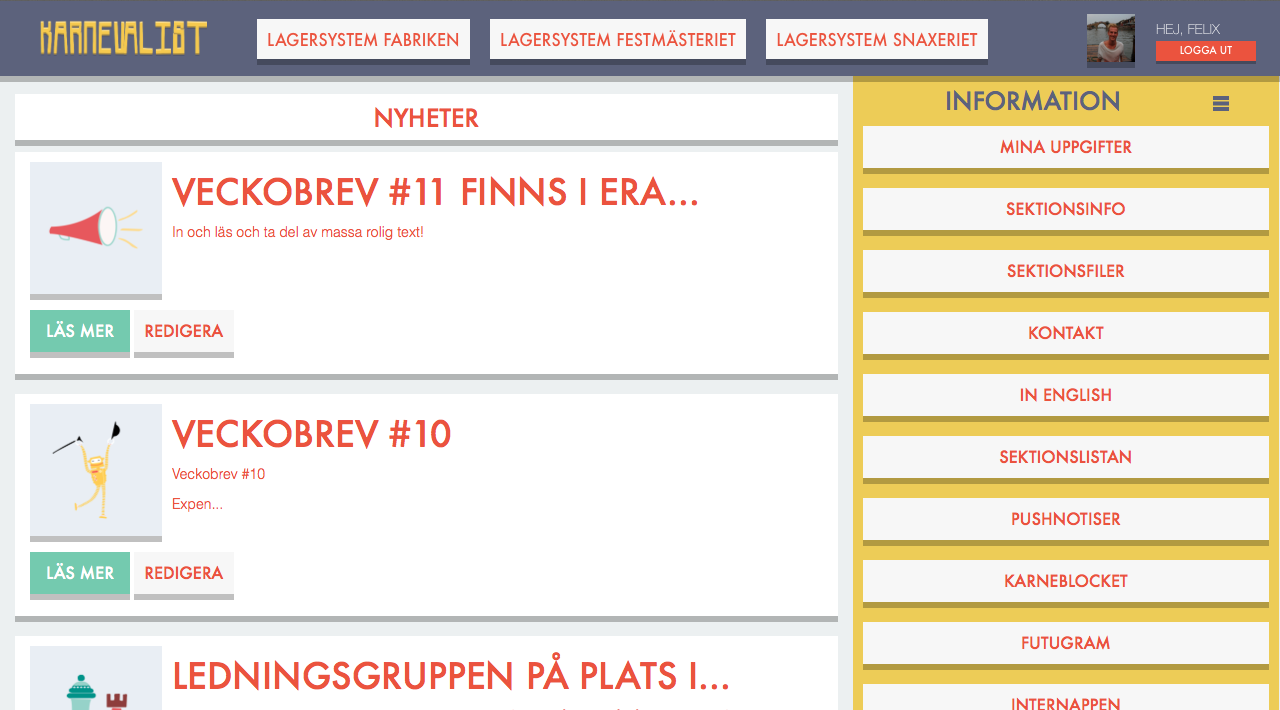 KARNEVALIST
LAGERSYSTEM FABRIKEN
LAGERSYSTEM FESTMÄSTERIET
LAGERSYSTEM SNAXERIET
HEJ, FELIX
LOGGA UT
NYHETER
VECKOBREV #11 FINNS I ERA...
In och läs och ta del av massa rolig text!
LÄS MER
REDIGERA
VECKOBREV #10
Veckobrev #10
Expen...
LÄS MER
REDIGERA
LEDNINGSGRUPPEN PÅ PLATS I...
INFORMATION
MINA UPPGIFTER
SEKTIONSINFO
SEKTIONSFILER
KONTAKT
IN ENGLISH
SEKTIONSLISTAN
PUSHNOTISER
KARNEBLOCKET
FUTUGRAM
INTERNAPPEN